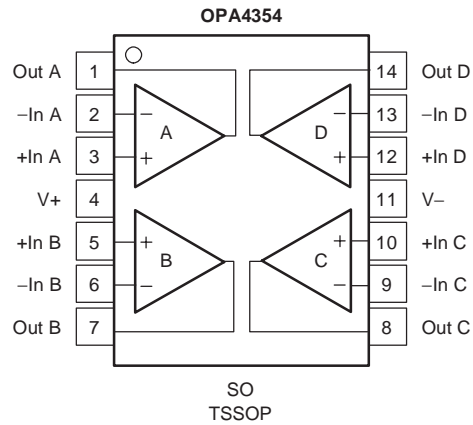 OPA4354
Out A 1 14 Out D
–In A 2 – – 13 –In D
A D
+In A 3 + + 12 +In D
V+ 4 11 V–
+In B 5 + + 10 +In C
B C
–In B 6 – – 9 –In C
Out B 7 8 Out C
SO
TSSOP